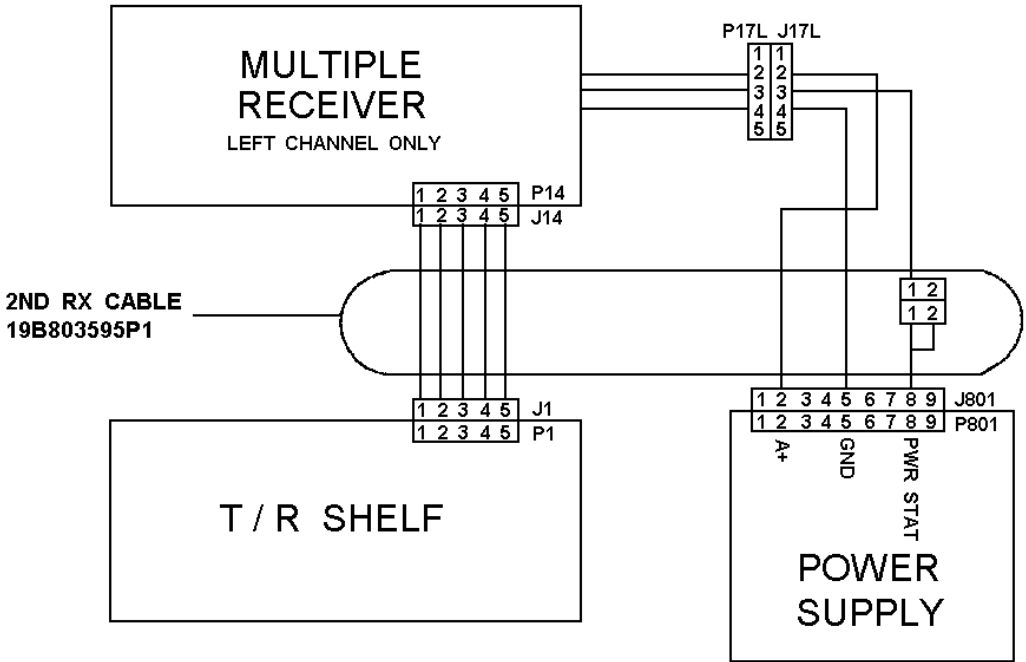 P17L J17L
1 1
2 2
3 3
4 4
5 5
MULTIPLE
RECEIVER
LEFT CHANNEL ONLY
1 2 3 4 5 P14
1 2 3 4 5 J14
2ND RX CABLE
19B803595P1
1 2
1 2
1 2 3 4 5 J1
1 2 3 4 5 P1
T / R SHELF
1 2 3 4 5 6 7 8 9 J801
1 2 3 4 5 6 7 8 9 P801
A+
GND
PWR STAT
POWER
SUPPLY